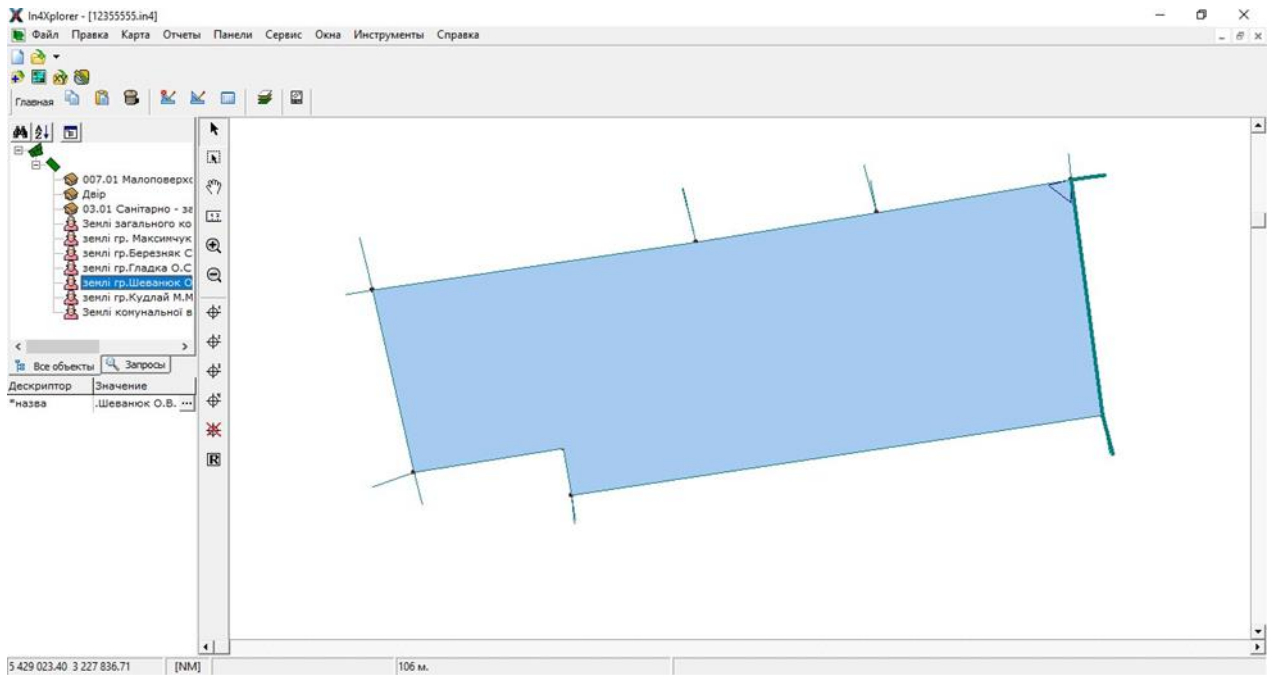 In4Xplorer - [12355555.in4]
Файл Правка Карта Отчеты Панели Сервис Окна Инструменты Справка
Главная
007.01 Малоповерхо
Двір
03.01 Санітарно - за
Землі загального ко
землі гр. Максимчук
землі гр.Березняк С
землі гр.Гладка О.С
землі гр.Шеванюк О
землі гр.Кудлай М.М
Землі комунальної в
Все объекты Запросы
Дескриптор Значение
*назва .Шеванюк О.В. ...
R
5 429 023.40 3 227 836.71 [NM] 106 м.